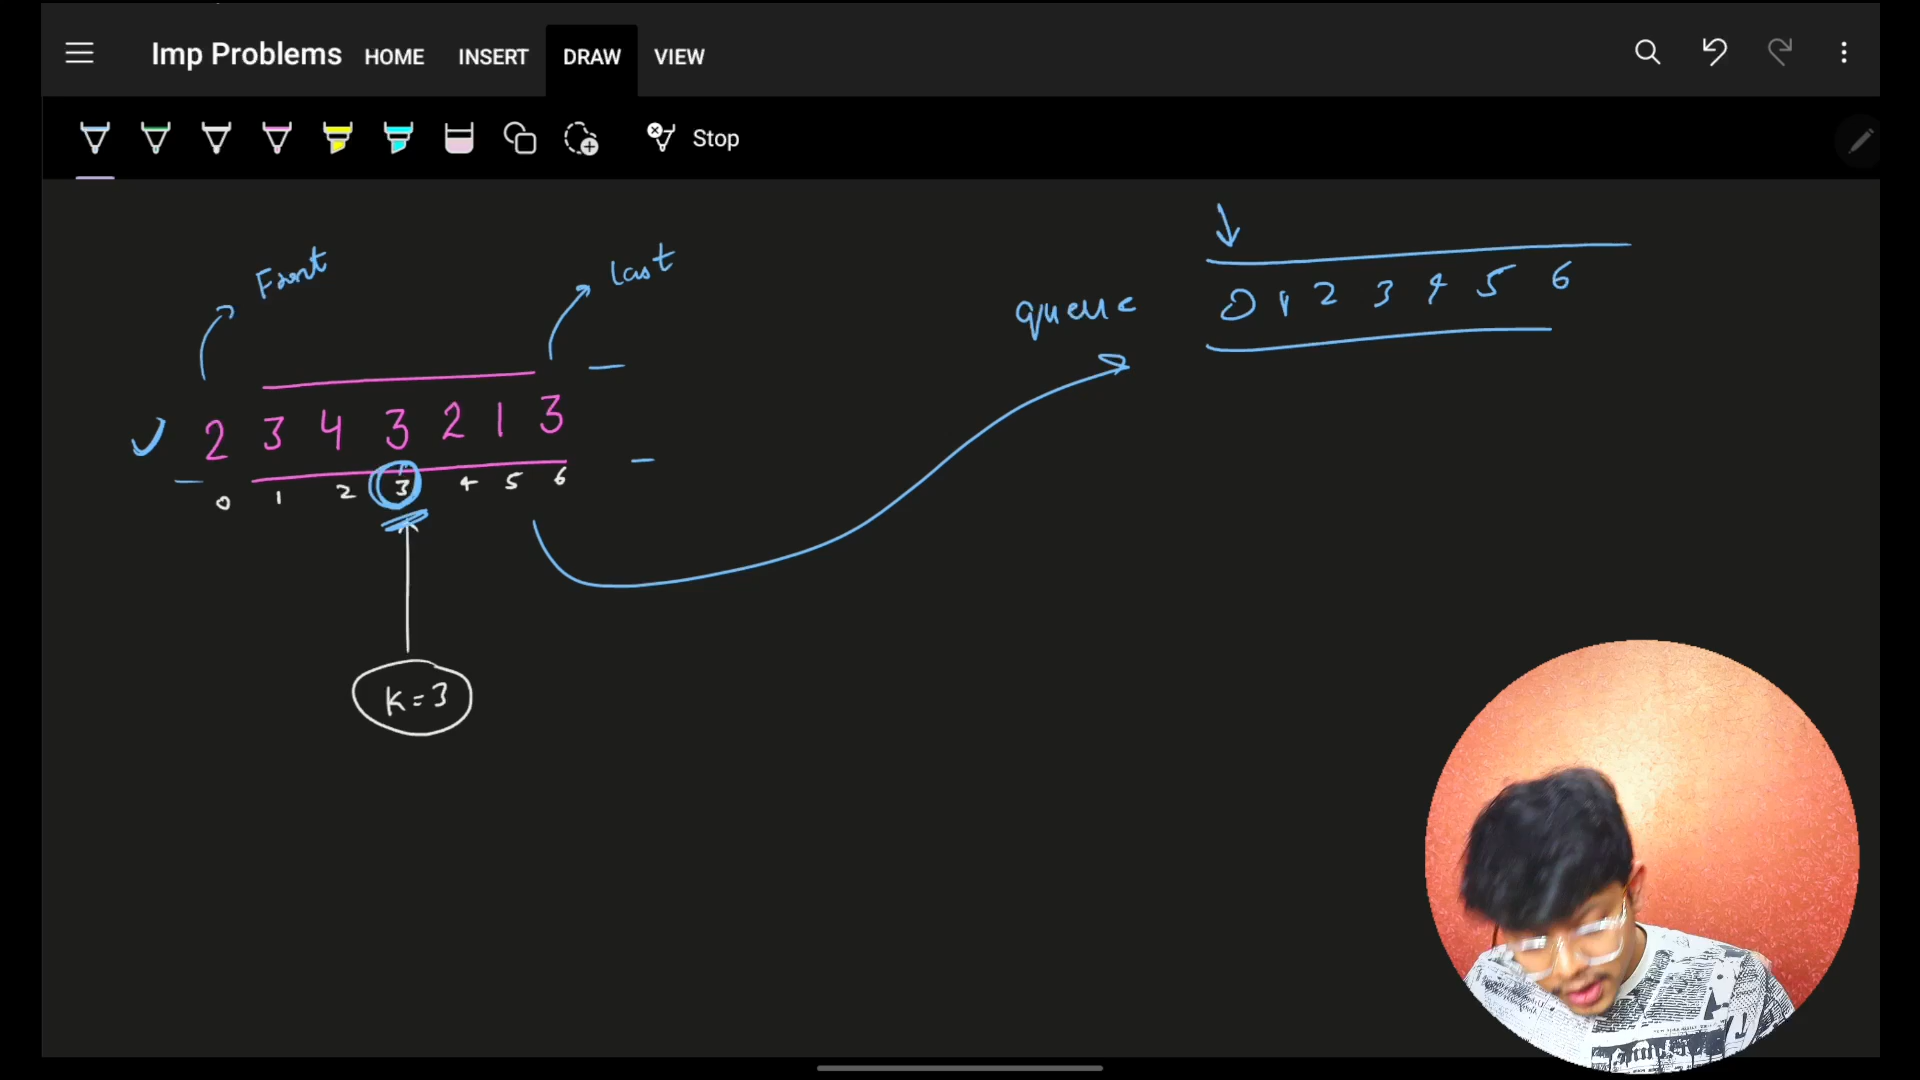 Imp Problems HOME INSERT DRAW VIEW
Stop
Front
last
queue
0 1 2 3 4 5 6
2 3 4 3 2 1 3
0 1 2 3 4 5 6
K = 3